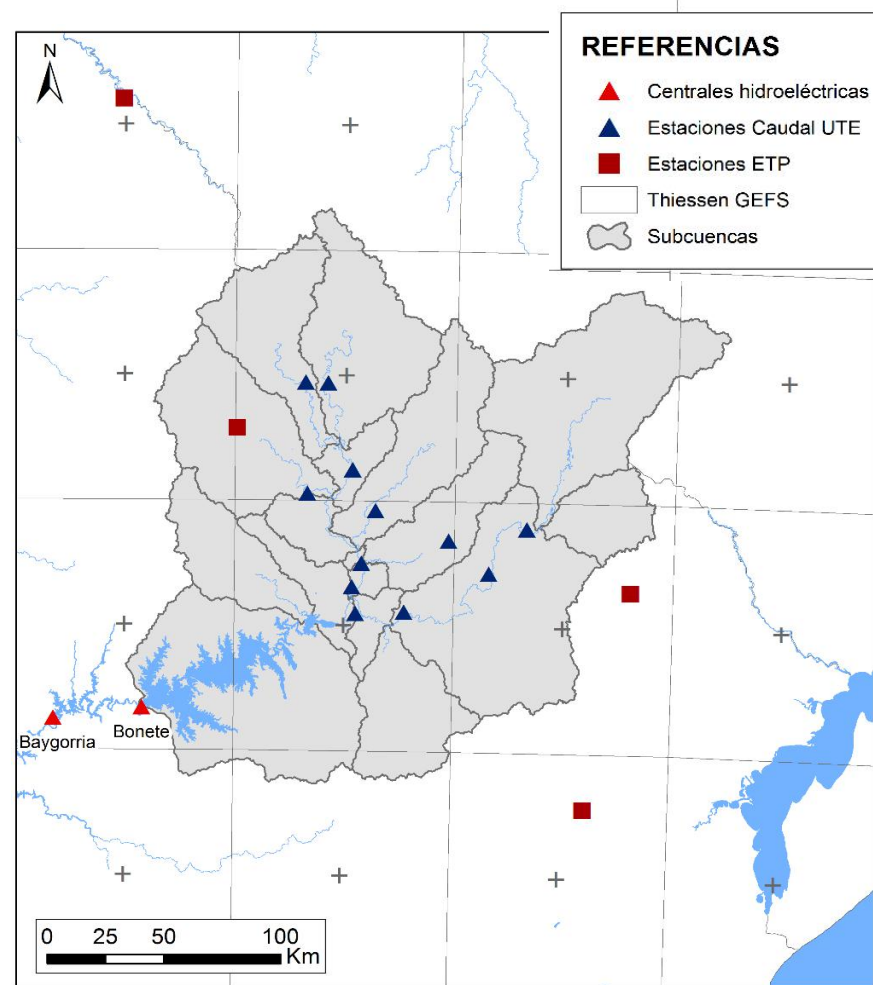 REFERENCIAS
Centrales hidroeléctricas
Estaciones Caudal UTE
Estaciones ETP
Thiessen GEFS
Subcuencas
N
Baygorria
Bonete
0 25 50 100
Km